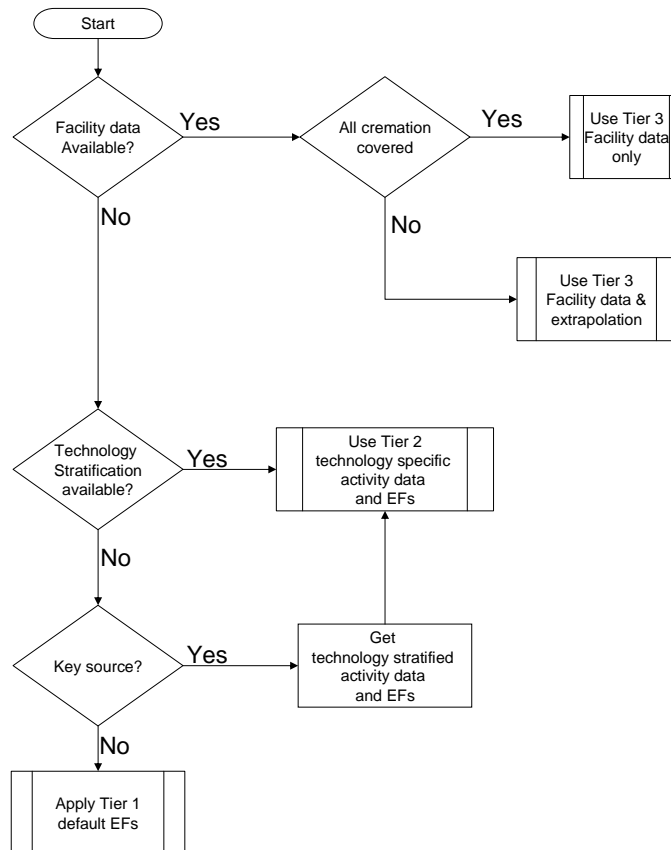 Start
Facility data
Available?
Yes
All cremation
covered
Yes
Use Tier 3
Facility data
only
No
No
Use Tier 3
Facility data &
extrapolation
Technology
Stratification
available?
Yes
Use Tier 2
technology specific
activity data
and EFs
No
Key source?
Yes
Get
technology stratified
activity data
and EFs
No
Apply Tier 1
default EFs